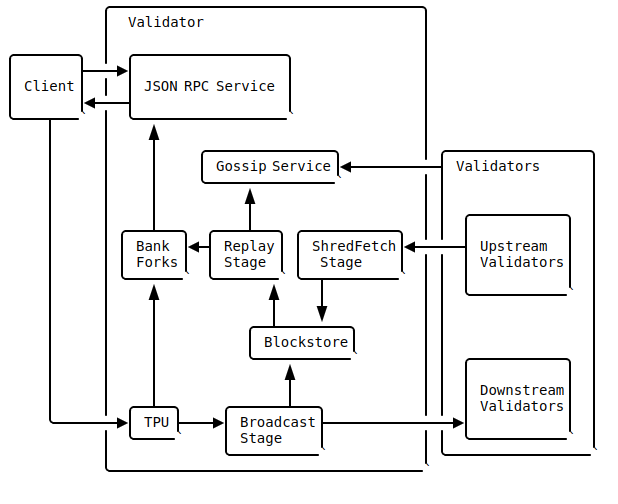 Validator
Client
JSON RPC Service
Gossip Service
Validators
Bank
Forks
Replay
Stage
ShredFetch
Stage
Upstream
Validators
Blockstore
Downstream
Validators
TPU
Broadcast
Stage